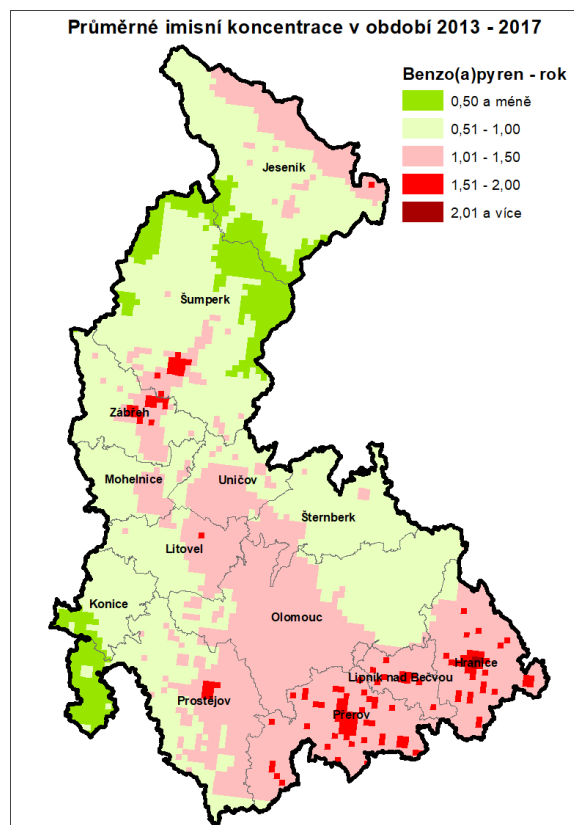 Průměrné imisní koncentrace v období 2013 - 2017
Benzo(a)pyren - rok
0,50 a méně
0,51 - 1,00
1,01 - 1,50
1,51 - 2,00
2,01 a více
Jeseník
Šumperk
Zábřeh
Mohelnice
Uničov
Šternberk
Litovel
Konice
Olomouc
Hranice
Lipník nad Bečvou
Prostějov
Přerov